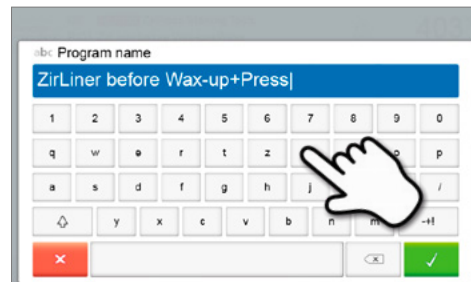 abc Program name
ZirLiner before Wax-up+Press
1 2 3 4 5 6 7 8 9 0
q w e r t z o p
a s d f g h j /
y x c v b n m -+!